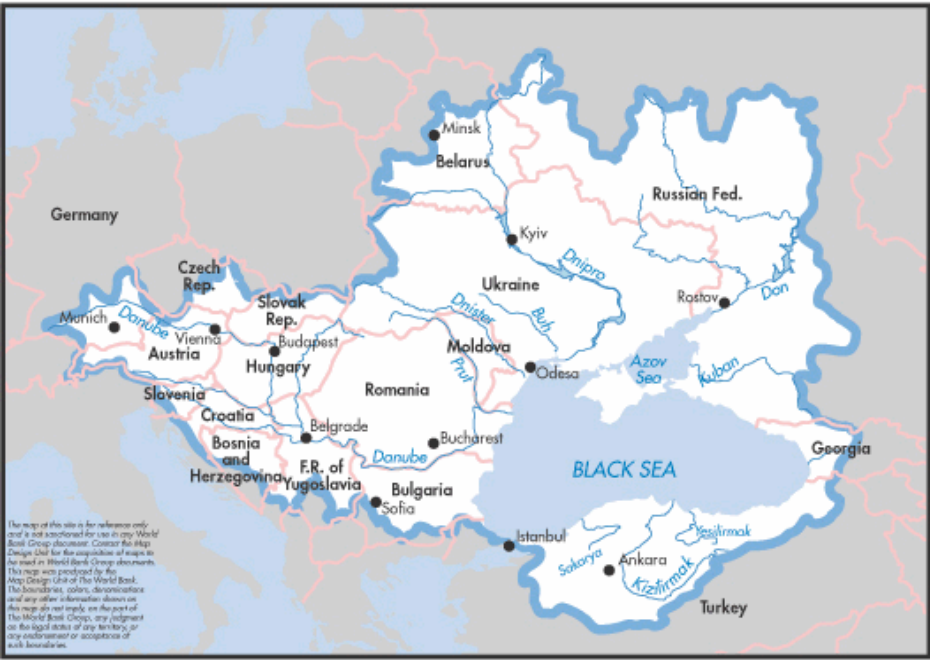 Minsk
Belarus
Russian Fed.
Germany
Kyiv
Dnipro
Czech
Rep.
Ukraine
Don
Rostov
Slovak
Rep.
Dnister
Buh
Munich
Danube
Vienna
Budapest
Austria
Hungary
Moldova
Prut
Odesa
Azov
Sea
Kuban
Romania
Slovenia
Croatia
Belgrade
Bucharest
Bosnia
and
Herzegovina
F.R. of
Yugoslavia
Danube
BLACK SEA
Georgia
Bulgaria
Sofia
Istanbul
Sakarya
Yesilirmak
Ankara
Kizilirmak
Turkey
The map at this site is for reference only
and is not sanctioned for use in any World
Bank Group document. Contact the Map
Design Unit for the acquisition of maps to
be used in World Bank Group documents.
This map was produced by the
Map Design Unit of The World Bank.
The boundaries, colors, denominations
and any other information shown on
this map do not imply, on the part of
The World Bank Group, any judgment
on the legal status of any territory, or
any endorsement or acceptance of
such boundaries.